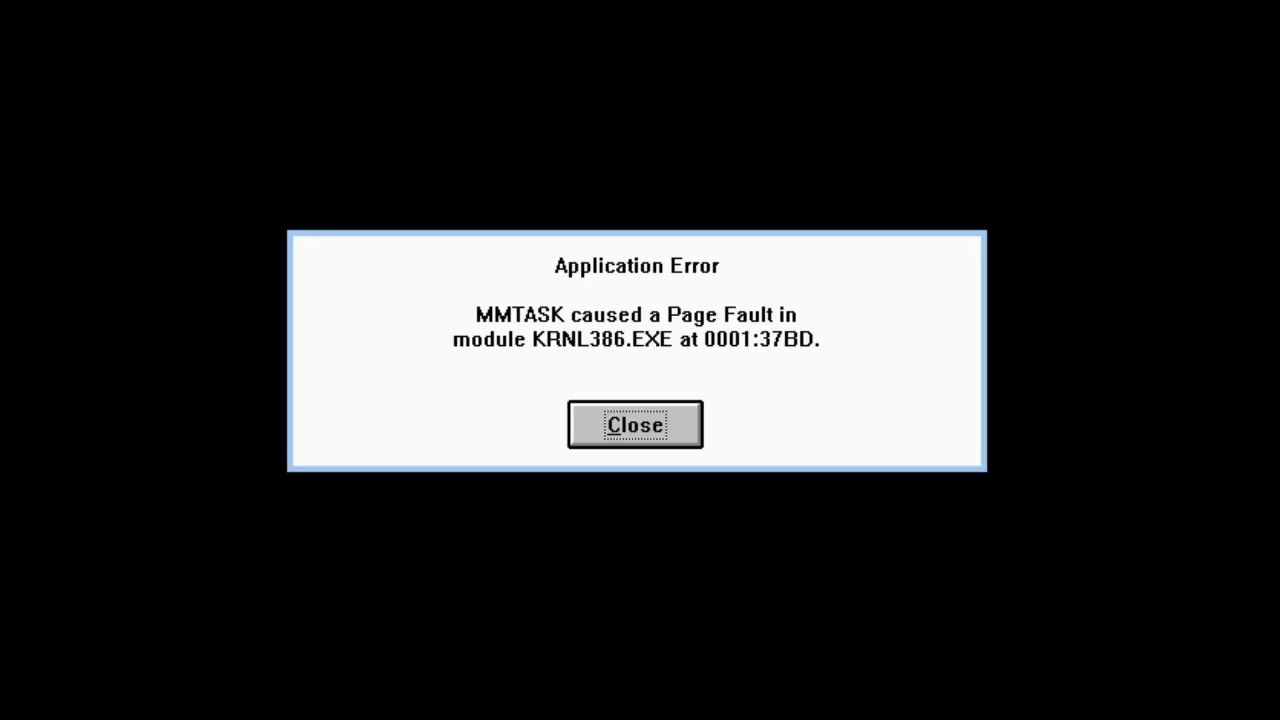 Application Error
MMTASK caused a Page Fault in
module KRNL386.EXE at 0001:37BD.
Close